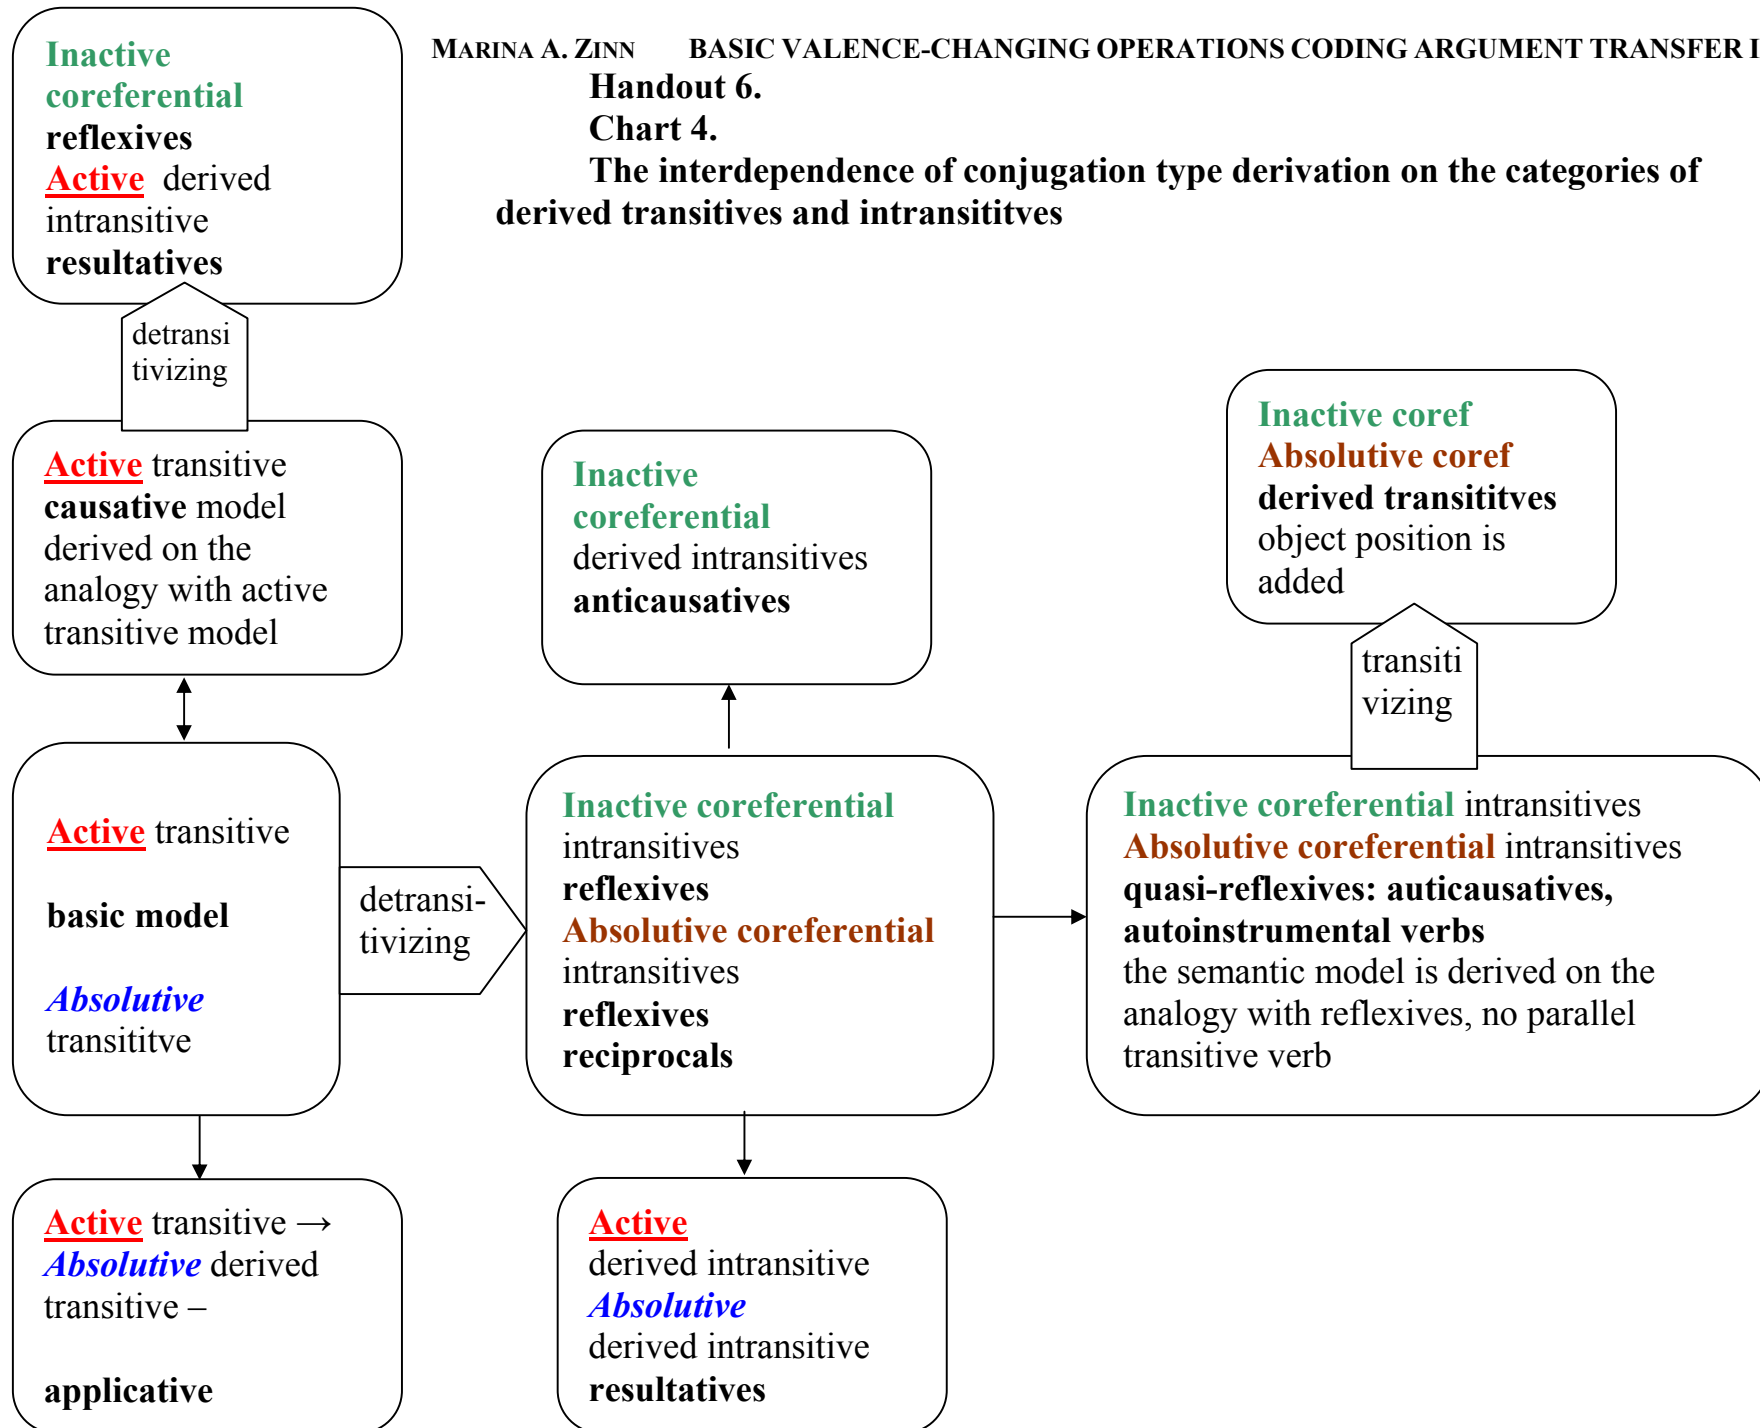 MARINA A. ZINN BASIC VALENCE-CHANGING OPERATIONS CODING ARGUMENT TRANSFER I
Handout 6.
Chart 4.
The interdependence of conjugation type derivation on the categories of
derived transitives and intransititves
Inactive
coreferential
reflexives
Active derived
intransitive
resultatives
detransi
tivizing
Active transitive
causative model
derived on the
analogy with active
transitive model
Inactive
coreferential
derived intransitives
anticausatives
Inactive coref
Absolutive coref
derived transititves
object position is
added
transiti
vizing
Active transitive
basic model
Absolutive
transititve
detransi-
tivizing
Inactive coreferential
intransitives
reflexives
Absolutive coreferential
intransitives
reflexives
reciprocals
Inactive coreferential intransitives
Absolutive coreferential intransitives
quasi-reflexives: auticausatives,
autoinstrumental verbs
the semantic model is derived on the
analogy with reflexives, no parallel
transitive verb
Active transitive →
Absolutive derived
transitive –
applicative
Active
derived intransitive
Absolutive
derived intransitive
resultatives